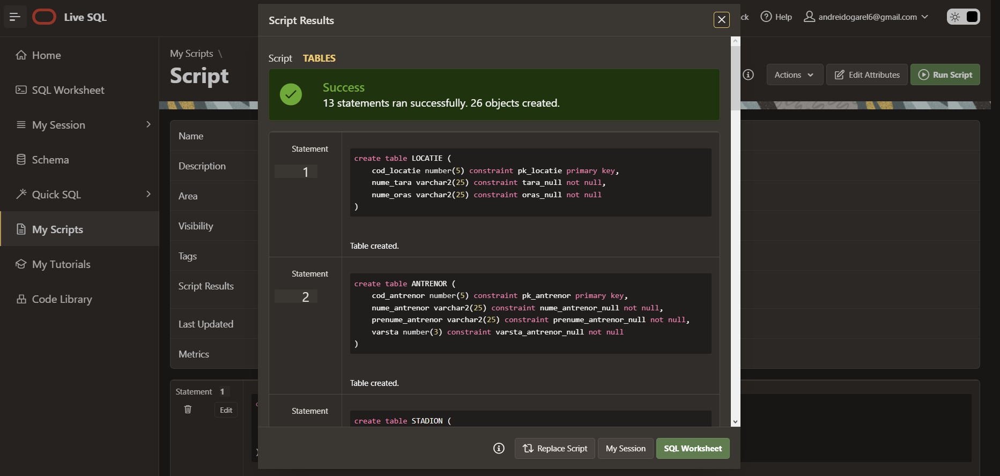 Live SQL
Script Results
ck
Help
andreidogarel6@gmail.com
Home
SQL Worksheet
My Session
Schema
Quick SQL
My Scripts
My Tutorials
Code Library
My Scripts \
Script
Actions
Edit Attributes
Run Script
Name
Description
Area
Visibility
Tags
Script Results
Last Updated
Metrics
Statement 1
Edit
Script TABLES
Success
13 statements ran successfully. 26 objects created.
Statement
1
create table LOCATIE (
cod_locatie number(5) constraint pk_locatie primary key,
nume_tara varchar2(25) constraint tara_null not null,
nume_oras varchar2(25) constraint oras_null not null
)
Table created.
Statement
2
create table ANTRENOR (
cod_antrenor number(5) constraint pk_antrenor primary key,
nume_antrenor varchar2(25) constraint nume_antrenor_null not null,
prenume_antrenor varchar2(25) constraint prenume_antrenor_null not null,
varsta number(3) constraint varsta_antrenor_null not null
)
Table created.
Statement
create table STADION (
)
Replace Script
My Session
SQL Worksheet